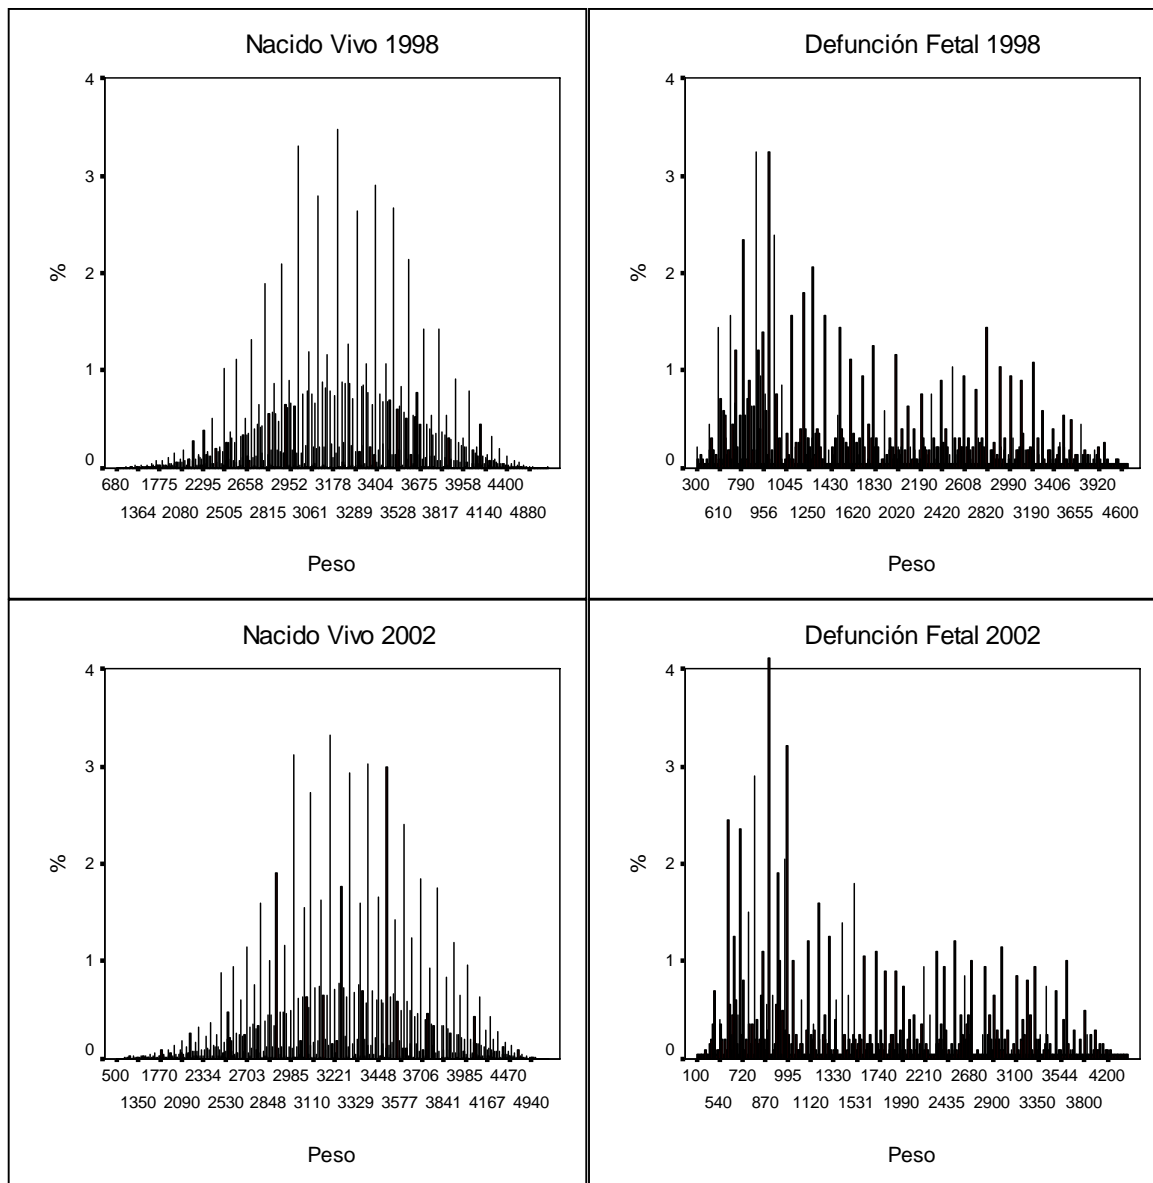 Nacido Vivo 1998
4
3
2
1
0
%
680 1775 2295 2658 2952 3178 3404 3675 3958 4400
1364 2080 2505 2815 3061 3289 3528 3817 4140 4880
Peso
Defunción Fetal 1998
4
3
2
1
0
%
300 790 1045 1430 1830 2190 2608 2990 3406 3920
610 956 1250 1620 2020 2420 2820 3190 3655 4600
Peso
Nacido Vivo 2002
4
3
2
1
0
%
500 1770 2334 2703 2985 3221 3448 3706 3985 4470
1350 2090 2530 2848 3110 3329 3577 3841 4167 4940
Peso
Defunción Fetal 2002
4
3
2
1
0
%
100 720 995 1330 1740 2210 2680 3100 3544 4200
540 870 1120 1531 1990 2435 2900 3350 3800
Peso